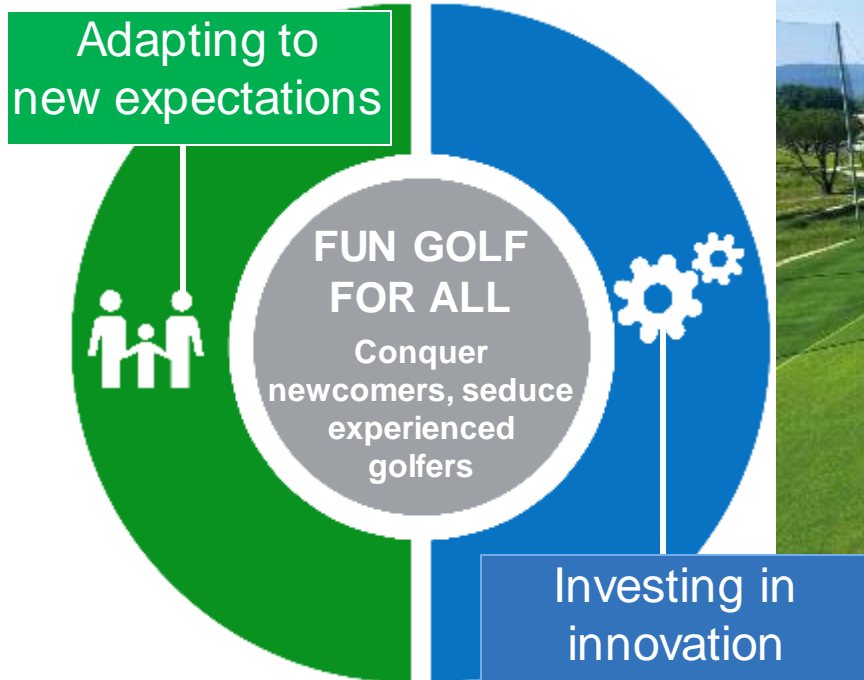 Adapting to
new expectations
FUN GOLF
FOR ALL
Conquer
newcomers, seduce
experienced
golfers
Investing in
innovation